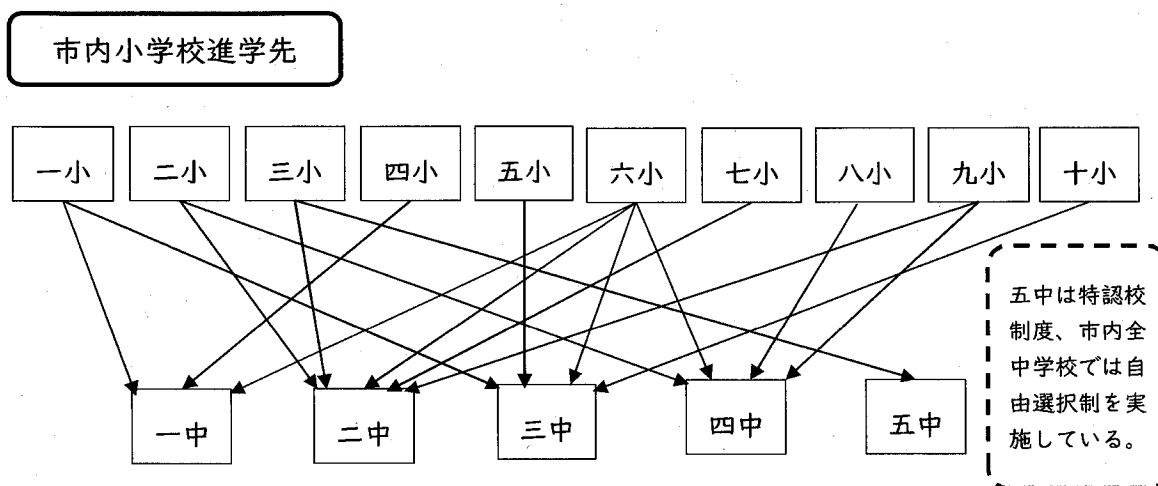 市内小学校進学先
一小
二小
三小
四小
五小
六小
七小
八小
九小
十小
五中は特認校
制度、市内全
中学校では自
由選択制を実
施している。
一中
二中
三中
四中
五中